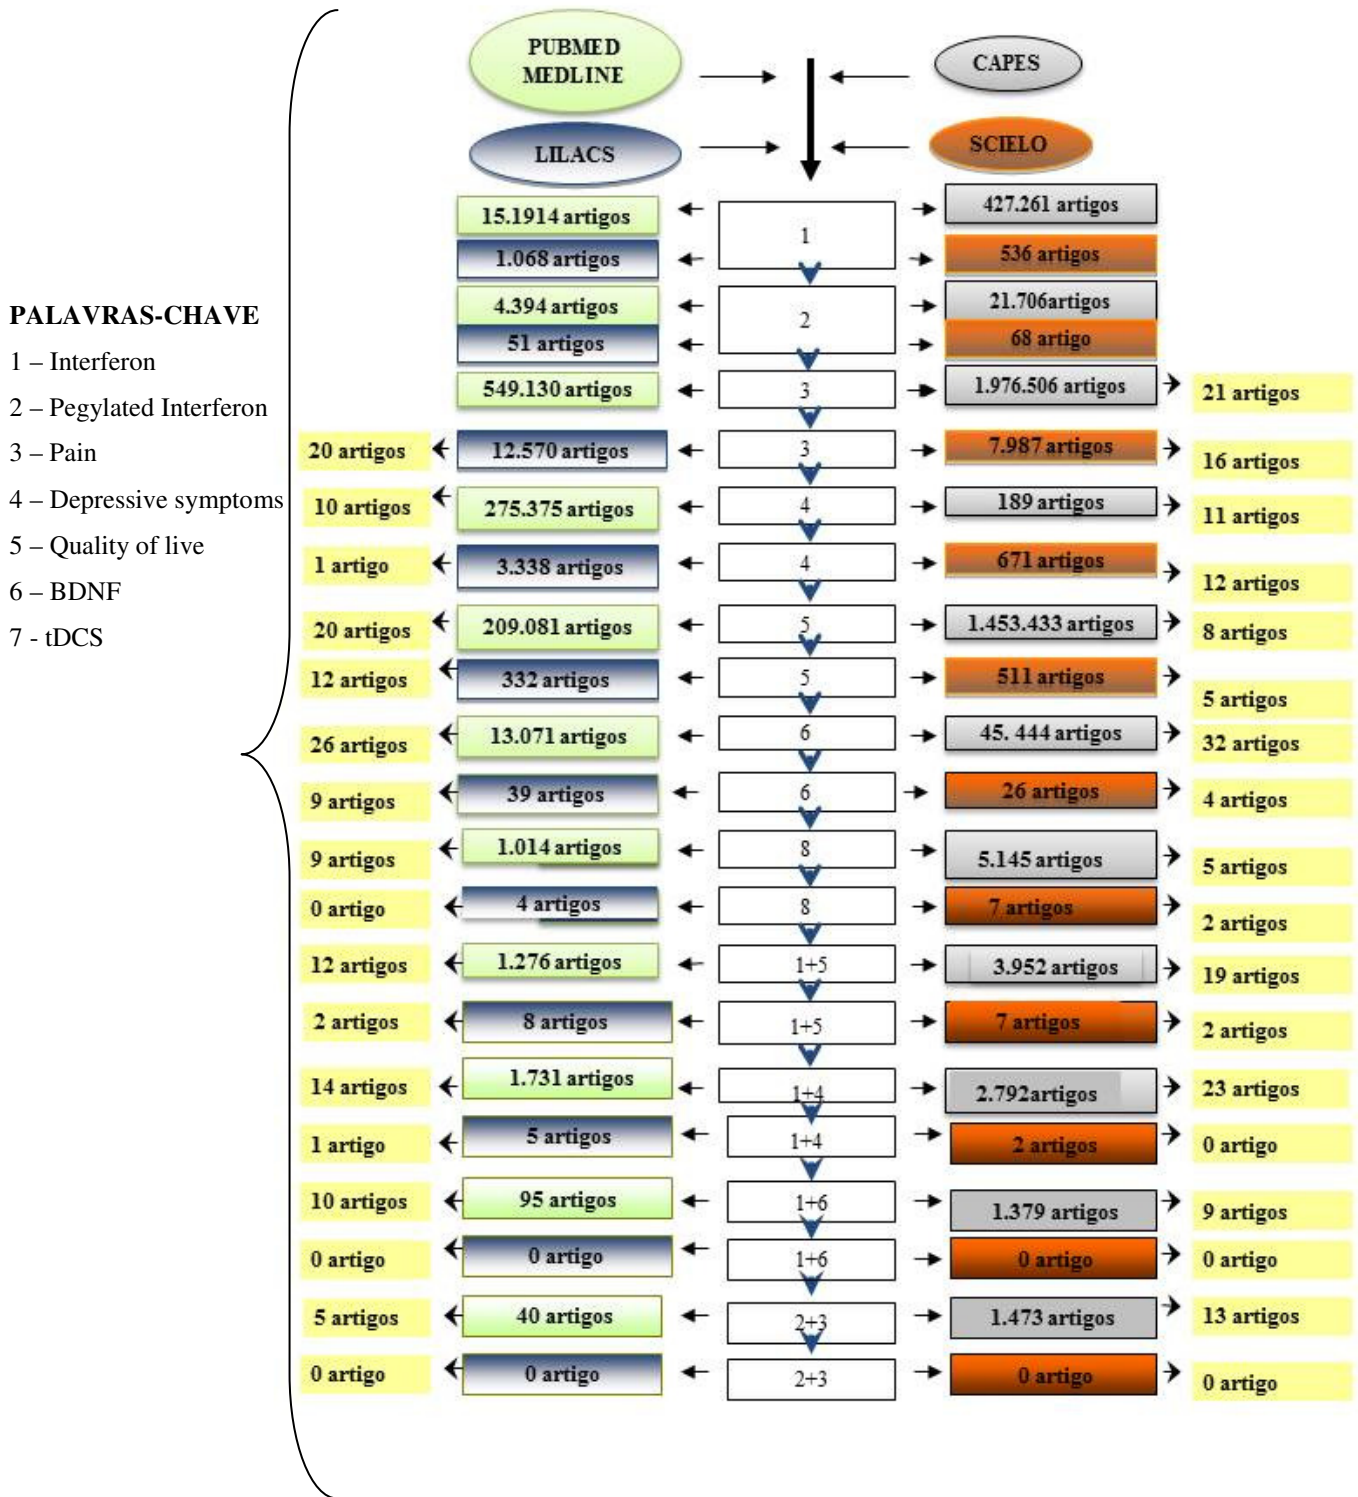 PUBMED
MEDLINE
CAPES
LILACS
SCIELO
PALAVRAS-CHAVE
1 – Interferon
2 – Pegylated Interferon
3 – Pain
4 – Depressive symptoms
5 – Quality of live
6 – BDNF
7 - tDCS
15.1914 artigos
427.261 artigos
1
1.068 artigos
536 artigos
4.394 artigos
21.706artigos
2
51 artigos
68 artigo
549.130 artigos
3
1.976.506 artigos
21 artigos
20 artigos
12.570 artigos
3
7.987 artigos
16 artigos
10 artigos
275.375 artigos
4
189 artigos
11 artigos
1 artigo
3.338 artigos
4
671 artigos
12 artigos
20 artigos
209.081 artigos
5
1.453.433 artigos
8 artigos
12 artigos
332 artigos
5
511 artigos
5 artigos
26 artigos
13.071 artigos
6
45. 444 artigos
32 artigos
9 artigos
39 artigos
6
26 artigos
4 artigos
9 artigos
1.014 artigos
8
5.145 artigos
5 artigos
0 artigo
4 artigos
8
7 artigos
2 artigos
12 artigos
1.276 artigos
1+5
3.952 artigos
19 artigos
2 artigos
8 artigos
1+5
7 artigos
2 artigos
14 artigos
1.731 artigos
1+4
2.792artigos
23 artigos
1 artigo
5 artigos
1+4
2 artigos
0 artigo
10 artigos
95 artigos
1+6
1.379 artigos
9 artigos
0 artigo
0 artigo
1+6
0 artigo
0 artigo
5 artigos
40 artigos
2+3
1.473 artigos
13 artigos
0 artigo
0 artigo
2+3
0 artigo
0 artigo